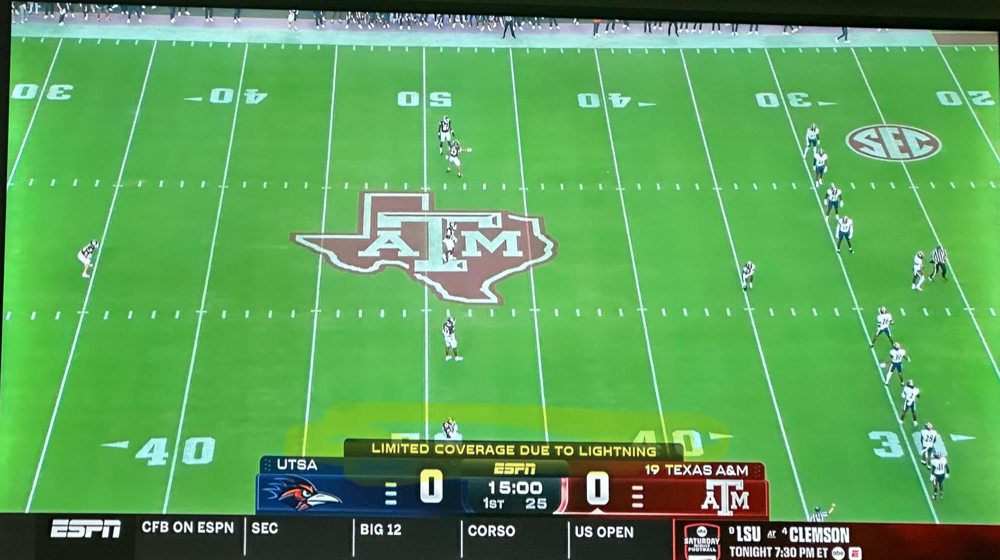 30 40 50 40 30 20
SEC
ATM
40 40 3
LIMITED COVERAGE DUE TO LIGHTNING
UTSA ESPN 19 TEXAS A&M
0 15:00 0 ATM
1ST 25
ESPN CFB ON ESPN SEC BIG 12 CORSO US OPEN
abc SATURDAY NIGHT FOOTBALL
9 LSU AT 4 CLEMSON
TONIGHT 7:30 PM ET abc E